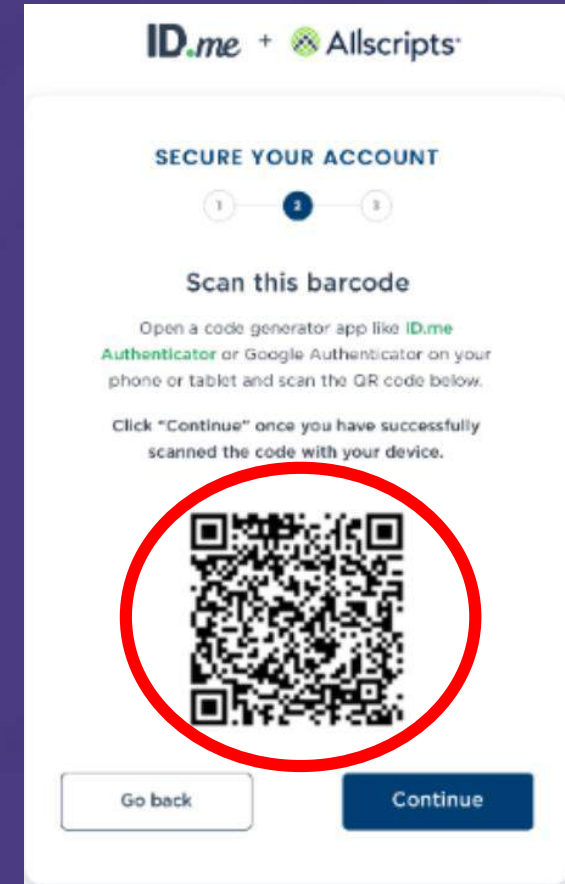 ID.me + Allscripts
SECURE YOUR ACCOUNT
1 2 3
Scan this barcode
Open a code generator app like ID.me
Authenticator or Google Authenticator on your
phone or tablet and scan the QR code below.
Click "Continue" once you have successfully
scanned the code with your device.
Go back Continue